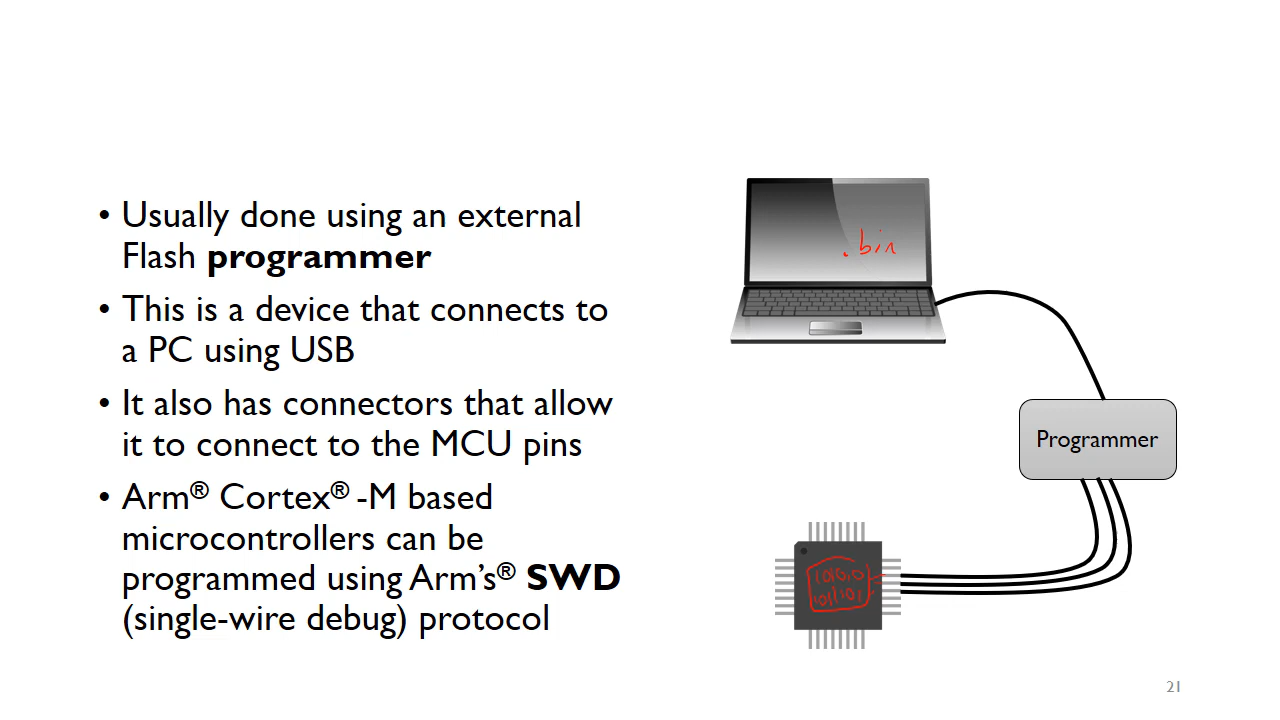 • Usually done using an external
Flash programmer
• This is a device that connects to
a PC using USB
• It also has connectors that allow
it to connect to the MCU pins
• Arm® Cortex® -M based
microcontrollers can be
programmed using Arm’s® SWD
(single-wire debug) protocol
.bin
Programmer
21